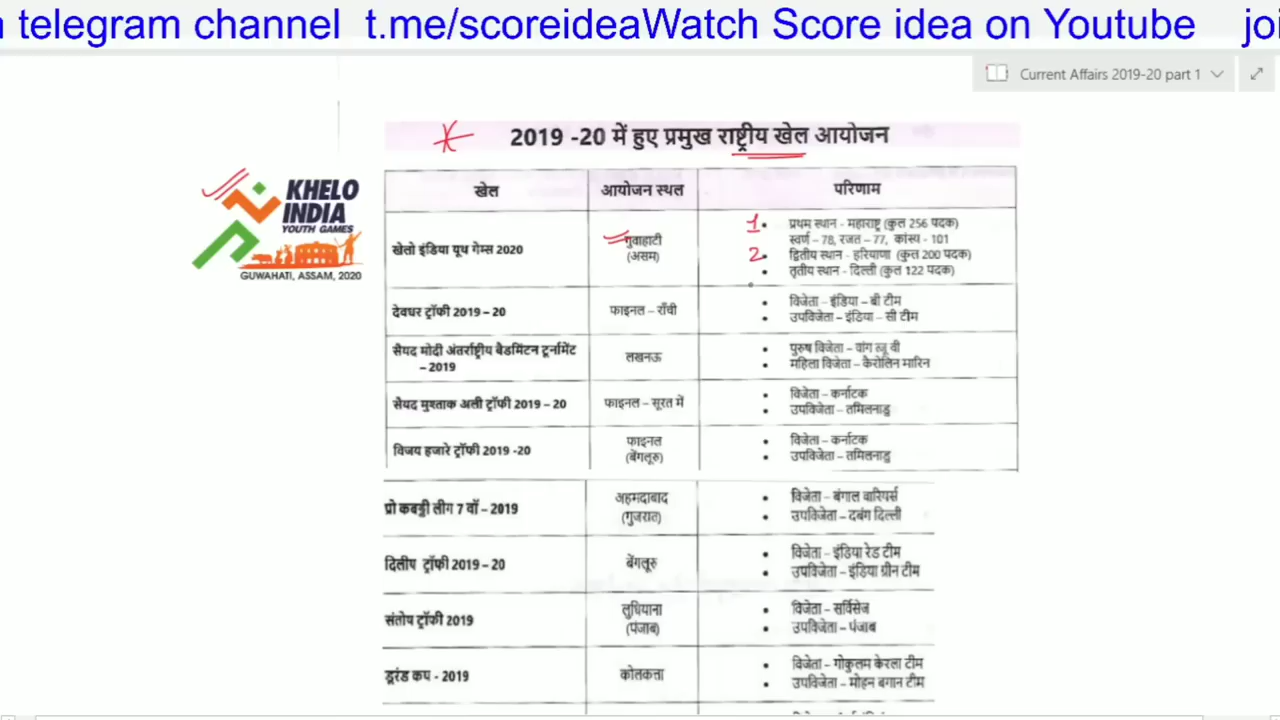 n telegram channel t.me/scoreideaWatch Score idea on Youtube joi
Current Affairs 2019-20 part 1
2019 -20 में हुए प्रमुख राष्ट्रीय खेल आयोजन
KHELO
INDIA
YOUTH GAMES
GUWAHATI, ASSAM, 2020
खेल आयोजन स्थल परिणाम
खेलो इंडिया यूथ गेम्स 2020
गुवाहाटी
(असम)
1 • प्रथम स्थान - महाराष्ट्र (कुल 256 पदक)
स्वर्ण – 78, रजत – 77, कांस्य - 101
2 • द्वितीय स्थान - हरियाणा (कुल 200 पदक)
• तृतीय स्थान - दिल्ली (कुल 122 पदक)
देवधर ट्रॉफी 2019 – 20
फाइनल – राँची
• विजेता – इंडिया – बी टीम
• उपविजेता – इंडिया – सी टीम
सैयद मोदी अंतर्राष्ट्रीय बैडमिंटन टूर्नामेंट
– 2019
लखनऊ
• पुरुष विजेता – वांग त्जू वी
• महिला विजेता – कैरोलिन मारिन
सैयद मुश्ताक अली ट्रॉफी 2019 – 20
फाइनल – सूरत में
• विजेता – कर्नाटक
• उपविजेता – तमिलनाडु
विजय हजारे ट्रॉफी 2019 -20
फाइनल
(बेंगलूरु)
• विजेता – कर्नाटक
• उपविजेता – तमिलनाडु
प्रो कबड्डी लीग 7 वॉ – 2019
अहमदाबाद
(गुजरात)
• विजेता – बंगाल वारियर्स
• उपविजेता – दबंग दिल्ली
दिलीप ट्रॉफी 2019 – 20
बेंगलूरु
• विजेता – इंडिया रेड टीम
• उपविजेता – इंडिया ग्रीन टीम
संतोष ट्रॉफी 2019
लुधियाना
(पंजाब)
• विजेता – सर्विसेज
• उपविजेता – पंजाब
डूरंड कप - 2019
कोलकत्ता
• विजेता – गोकुलम केरला टीम
• उपविजेता – मोहन बगान टीम